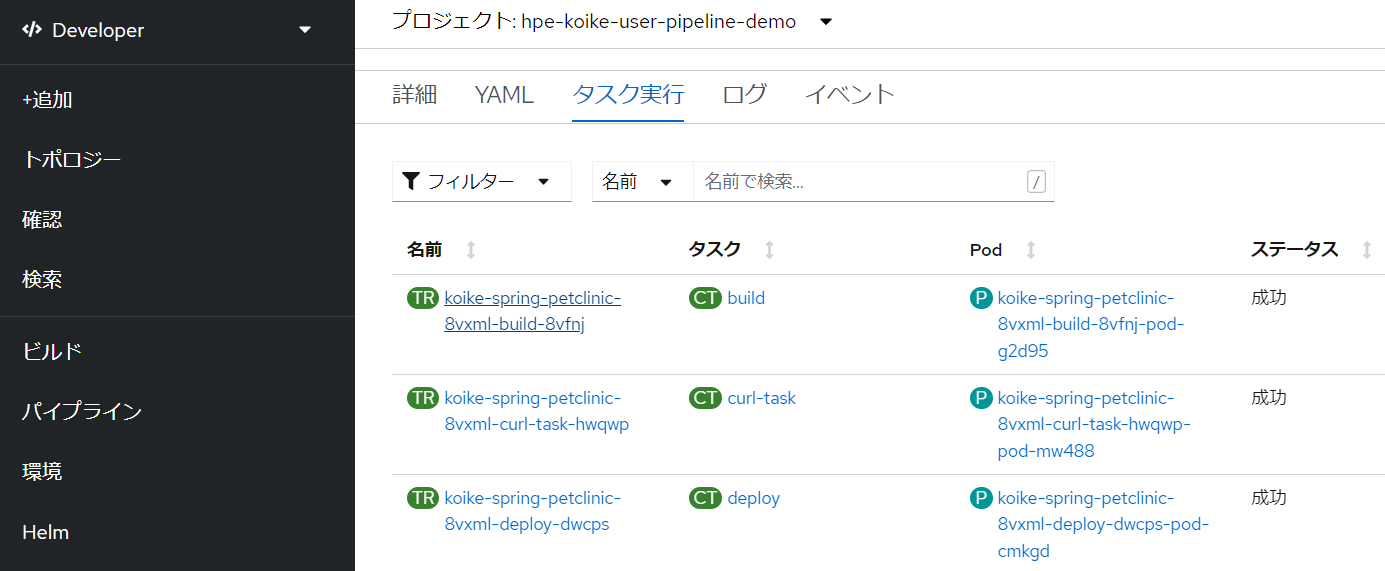 Developer
+追加
トポロジー
確認
検索
ビルド
パイプライン
環境
Helm
プロジェクト: hpe-koike-user-pipeline-demo
詳細 YAML タスク実行 ログ イベント
フィルター 名前 名前で検索... /
名前 タスク Pod ステータス
TR koike-spring-petclinic- CT build P koike-spring-petclinic- 成功
8vxml-build-8vfnj 8vxml-build-8vfnj-pod-
g2d95
TR koike-spring-petclinic- CT curl-task P koike-spring-petclinic- 成功
8vxml-curl-task-hwqwp 8vxml-curl-task-hwqwp-
pod-mw488
TR koike-spring-petclinic- CT deploy P koike-spring-petclinic- 成功
8vxml-deploy-dwcps 8vxml-deploy-dwcps-pod-
cmkgd